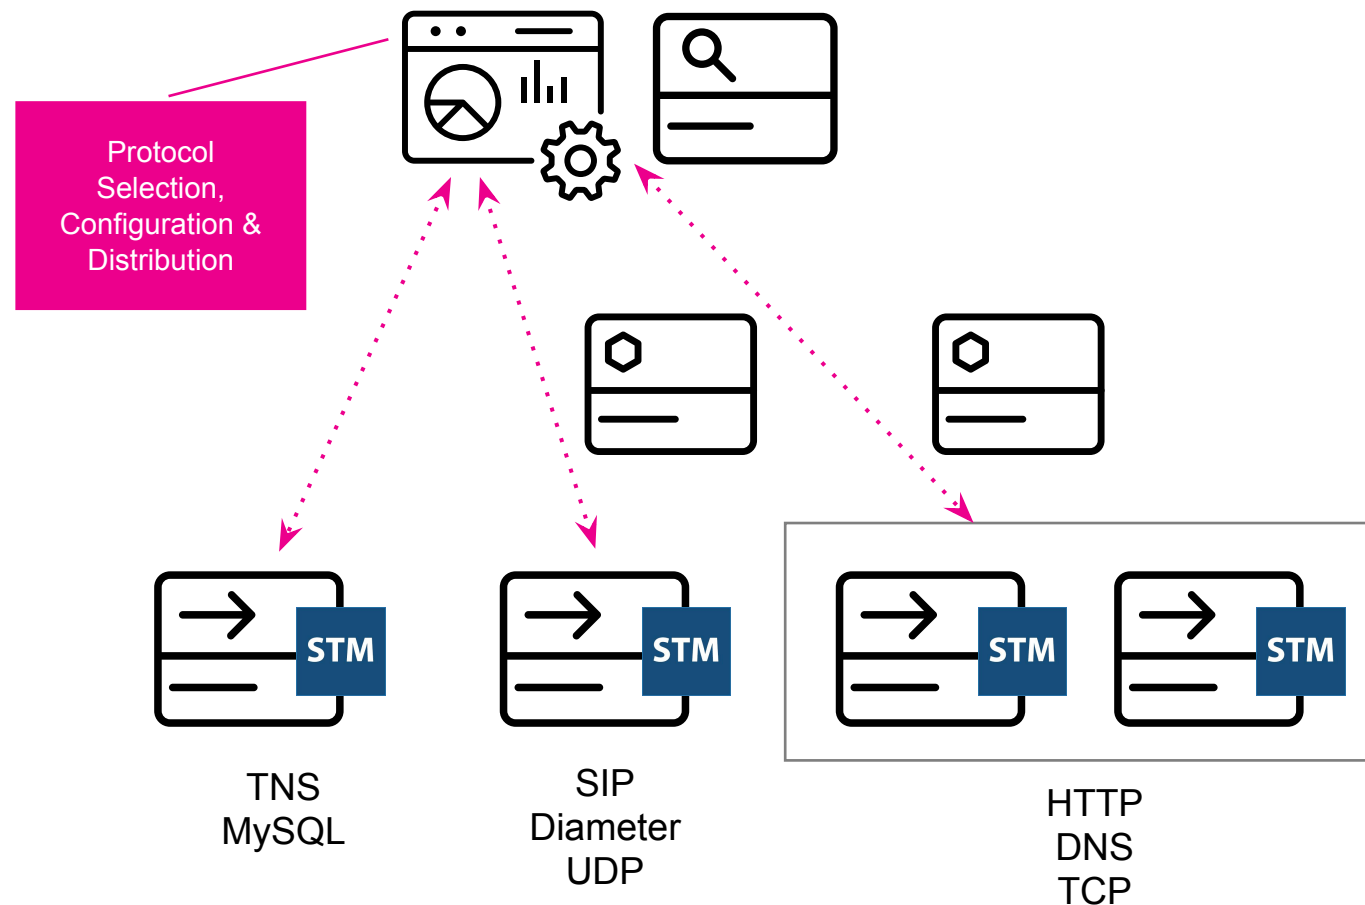 Protocol
Selection,
Configuration &
Distribution
STM
STM
STM
STM
TNS
MySQL
SIP
Diameter
UDP
HTTP
DNS
TCP